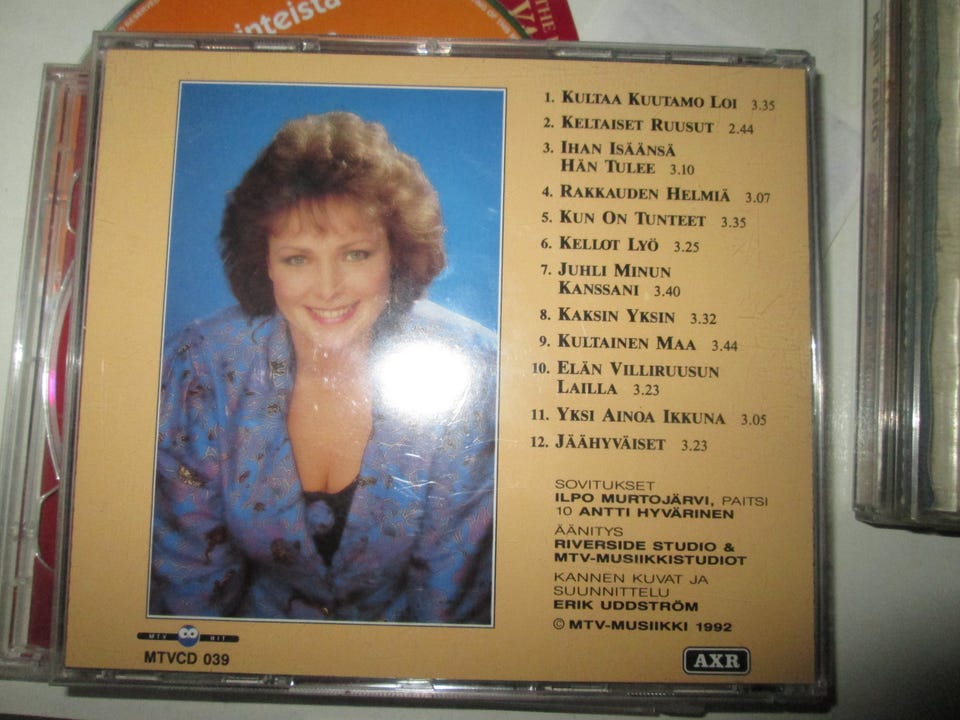 inteista
THE
1. KULTAA KUUTAMO LOI 3.35
2. KELTAISET RUUSUT 2.44
3. IHAN ISÄÄNSÄ
HÄN TULEE 3.10
4. RAKKAUDEN HELMIÄ 3.07
5. KUN ON TUNTEET 3.35
6. KELLOT LYÖ 3.25
7. JUHLI MINUN
KANSSANI 3.40
8. KAKSIN YKSIN 3.32
9. KULTAINEN MAA 3.44
10. ELÄN VILLIRUUSUN
LAILLA 3.23
11. YKSI AINOA IKKUNA 3.05
12. JÄÄHYVÄISET 3.23
SOVITUKSET
ILPO MURTOJÄRVI, PAITSI
10 ANTTI HYVÄRINEN
ÄÄNITYS
RIVERSIDE STUDIO &
MTV-MUSIIKKISTUDIOT
KANNEN KUVAT JA
SUUNNITTELU
ERIK UDDSTRÖM
© MTV-MUSIIKKI 1992
MTV HIT
MTVCD 039
AXR